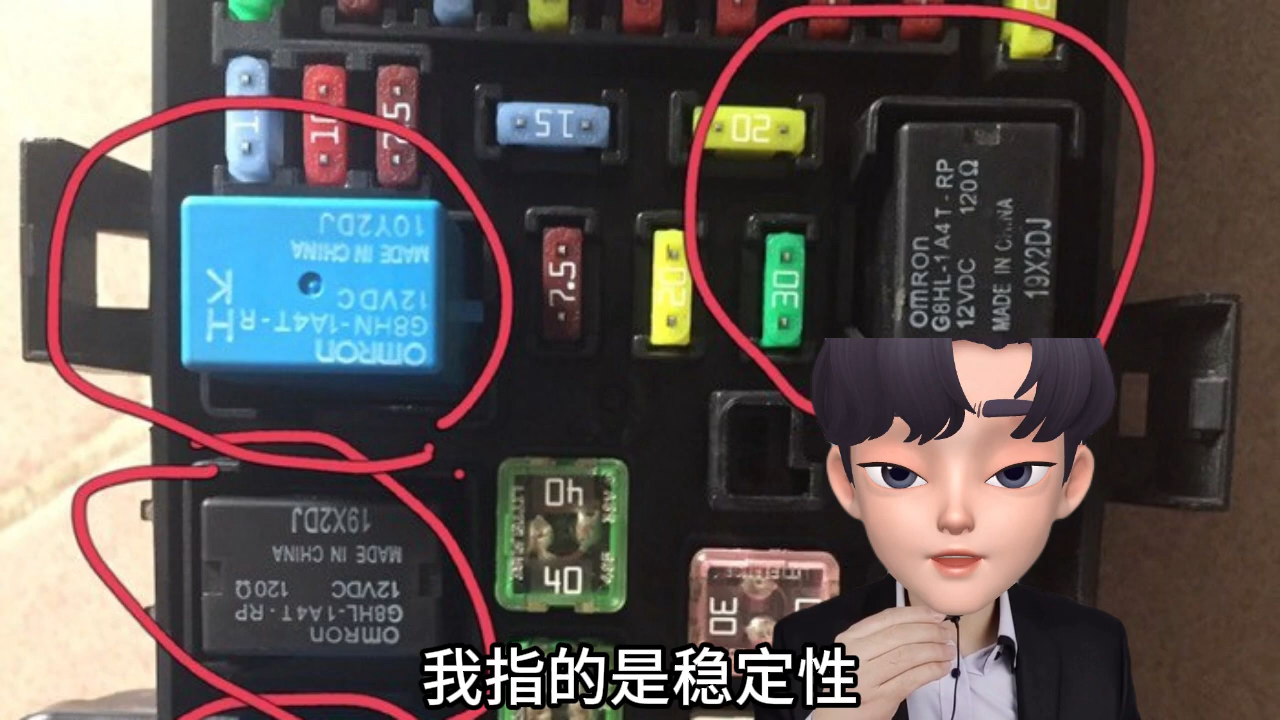 15
10
7.5
15
20
10Y2DJ
MADE IN CHINA
12VDC
G8HN-1A4T-R
OMRON
7.5
20
30
OMRON
G8HL-1A4T-RP
12VDC 120Ω
MADE IN CHINA
19X2DJ
19X2DJ
MADE IN CHINA
12VDC 120Ω
G8HL-1A4T-RP
OMRON
40
40
30
我指的是稳定性